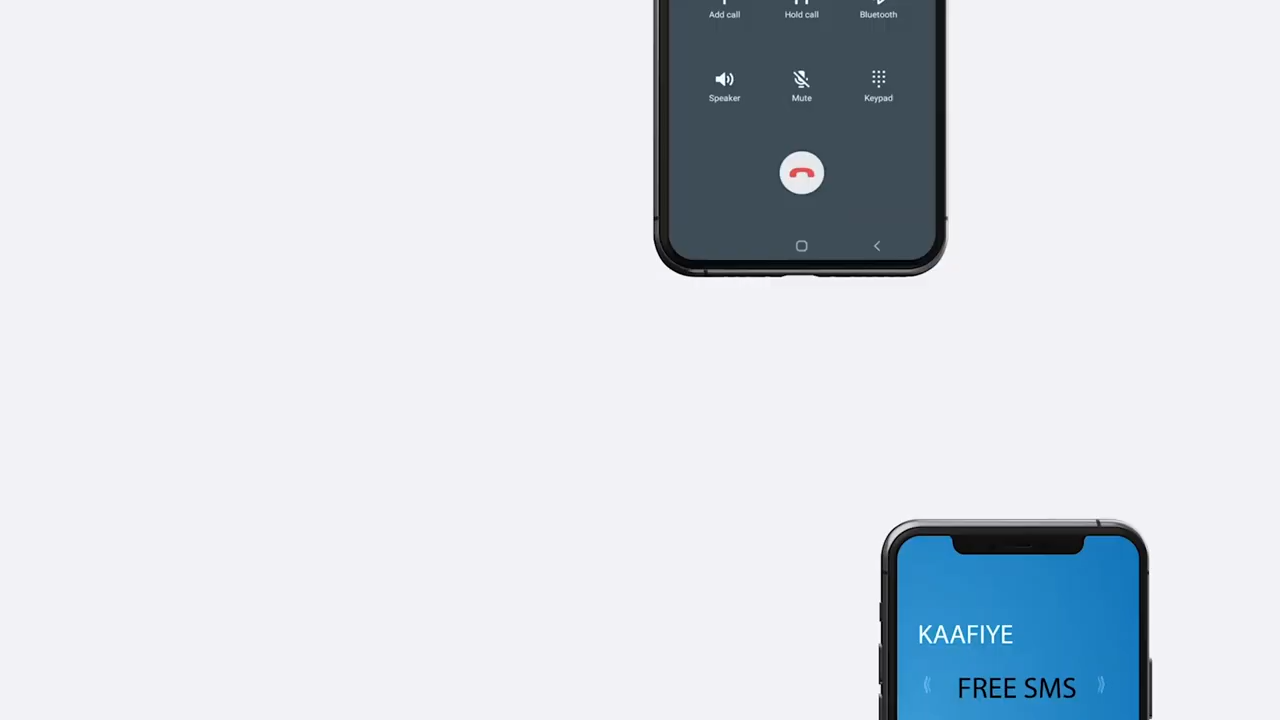 Add call Hold call Bluetooth
Speaker Mute Keypad
KAAFIYE
FREE SMS